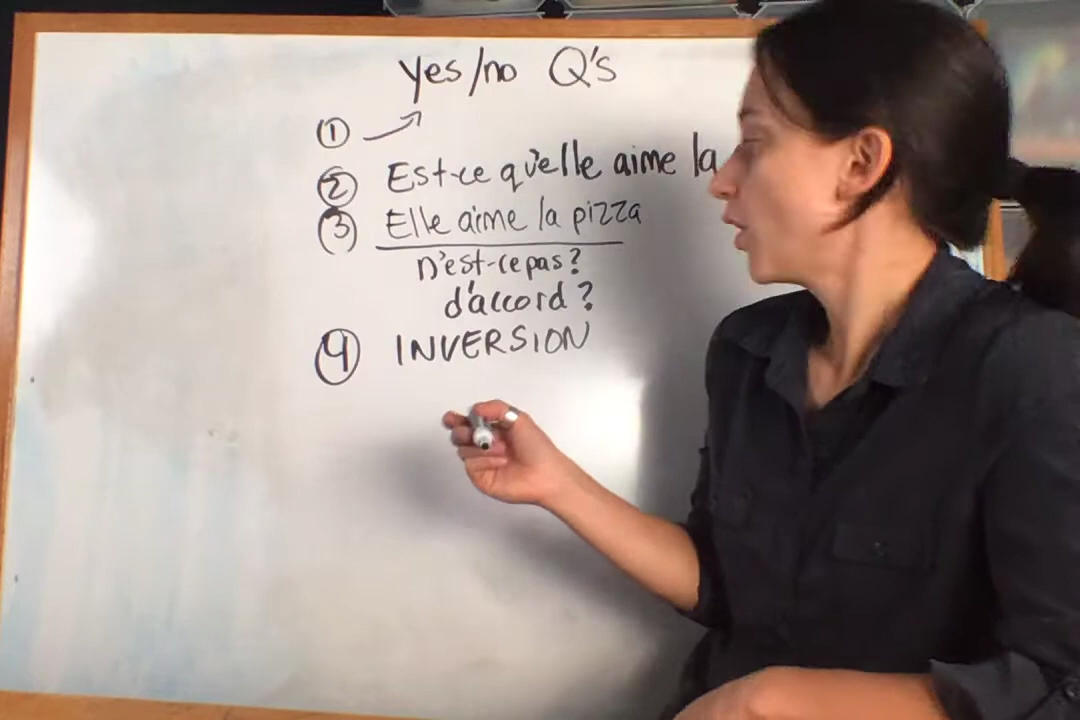 yes/no Q's
① ↗
② Est-ce qu'elle aime la
③ Elle aime la pizza
n'est-ce pas?
d'accord?
④ INVERSION